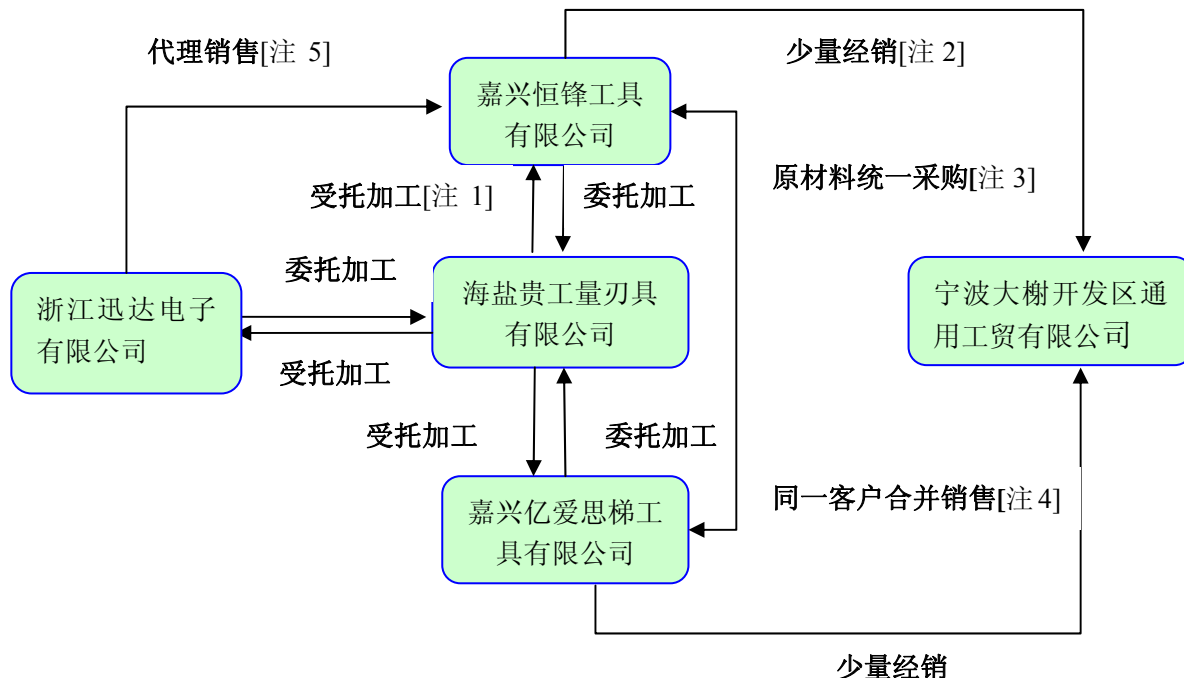 代理销售[注 5]
少量经销[注 2]
嘉兴恒锋工具
有限公司
受托加工[注 1]
委托加工
原材料统一采购[注 3]
委托加工
浙江迅达电子
有限公司
海盐贵工量刃具
有限公司
宁波大榭开发区通
用工贸有限公司
受托加工
受托加工
委托加工
嘉兴亿爱思梯工
具有限公司
同一客户合并销售[注 4]
少量经销